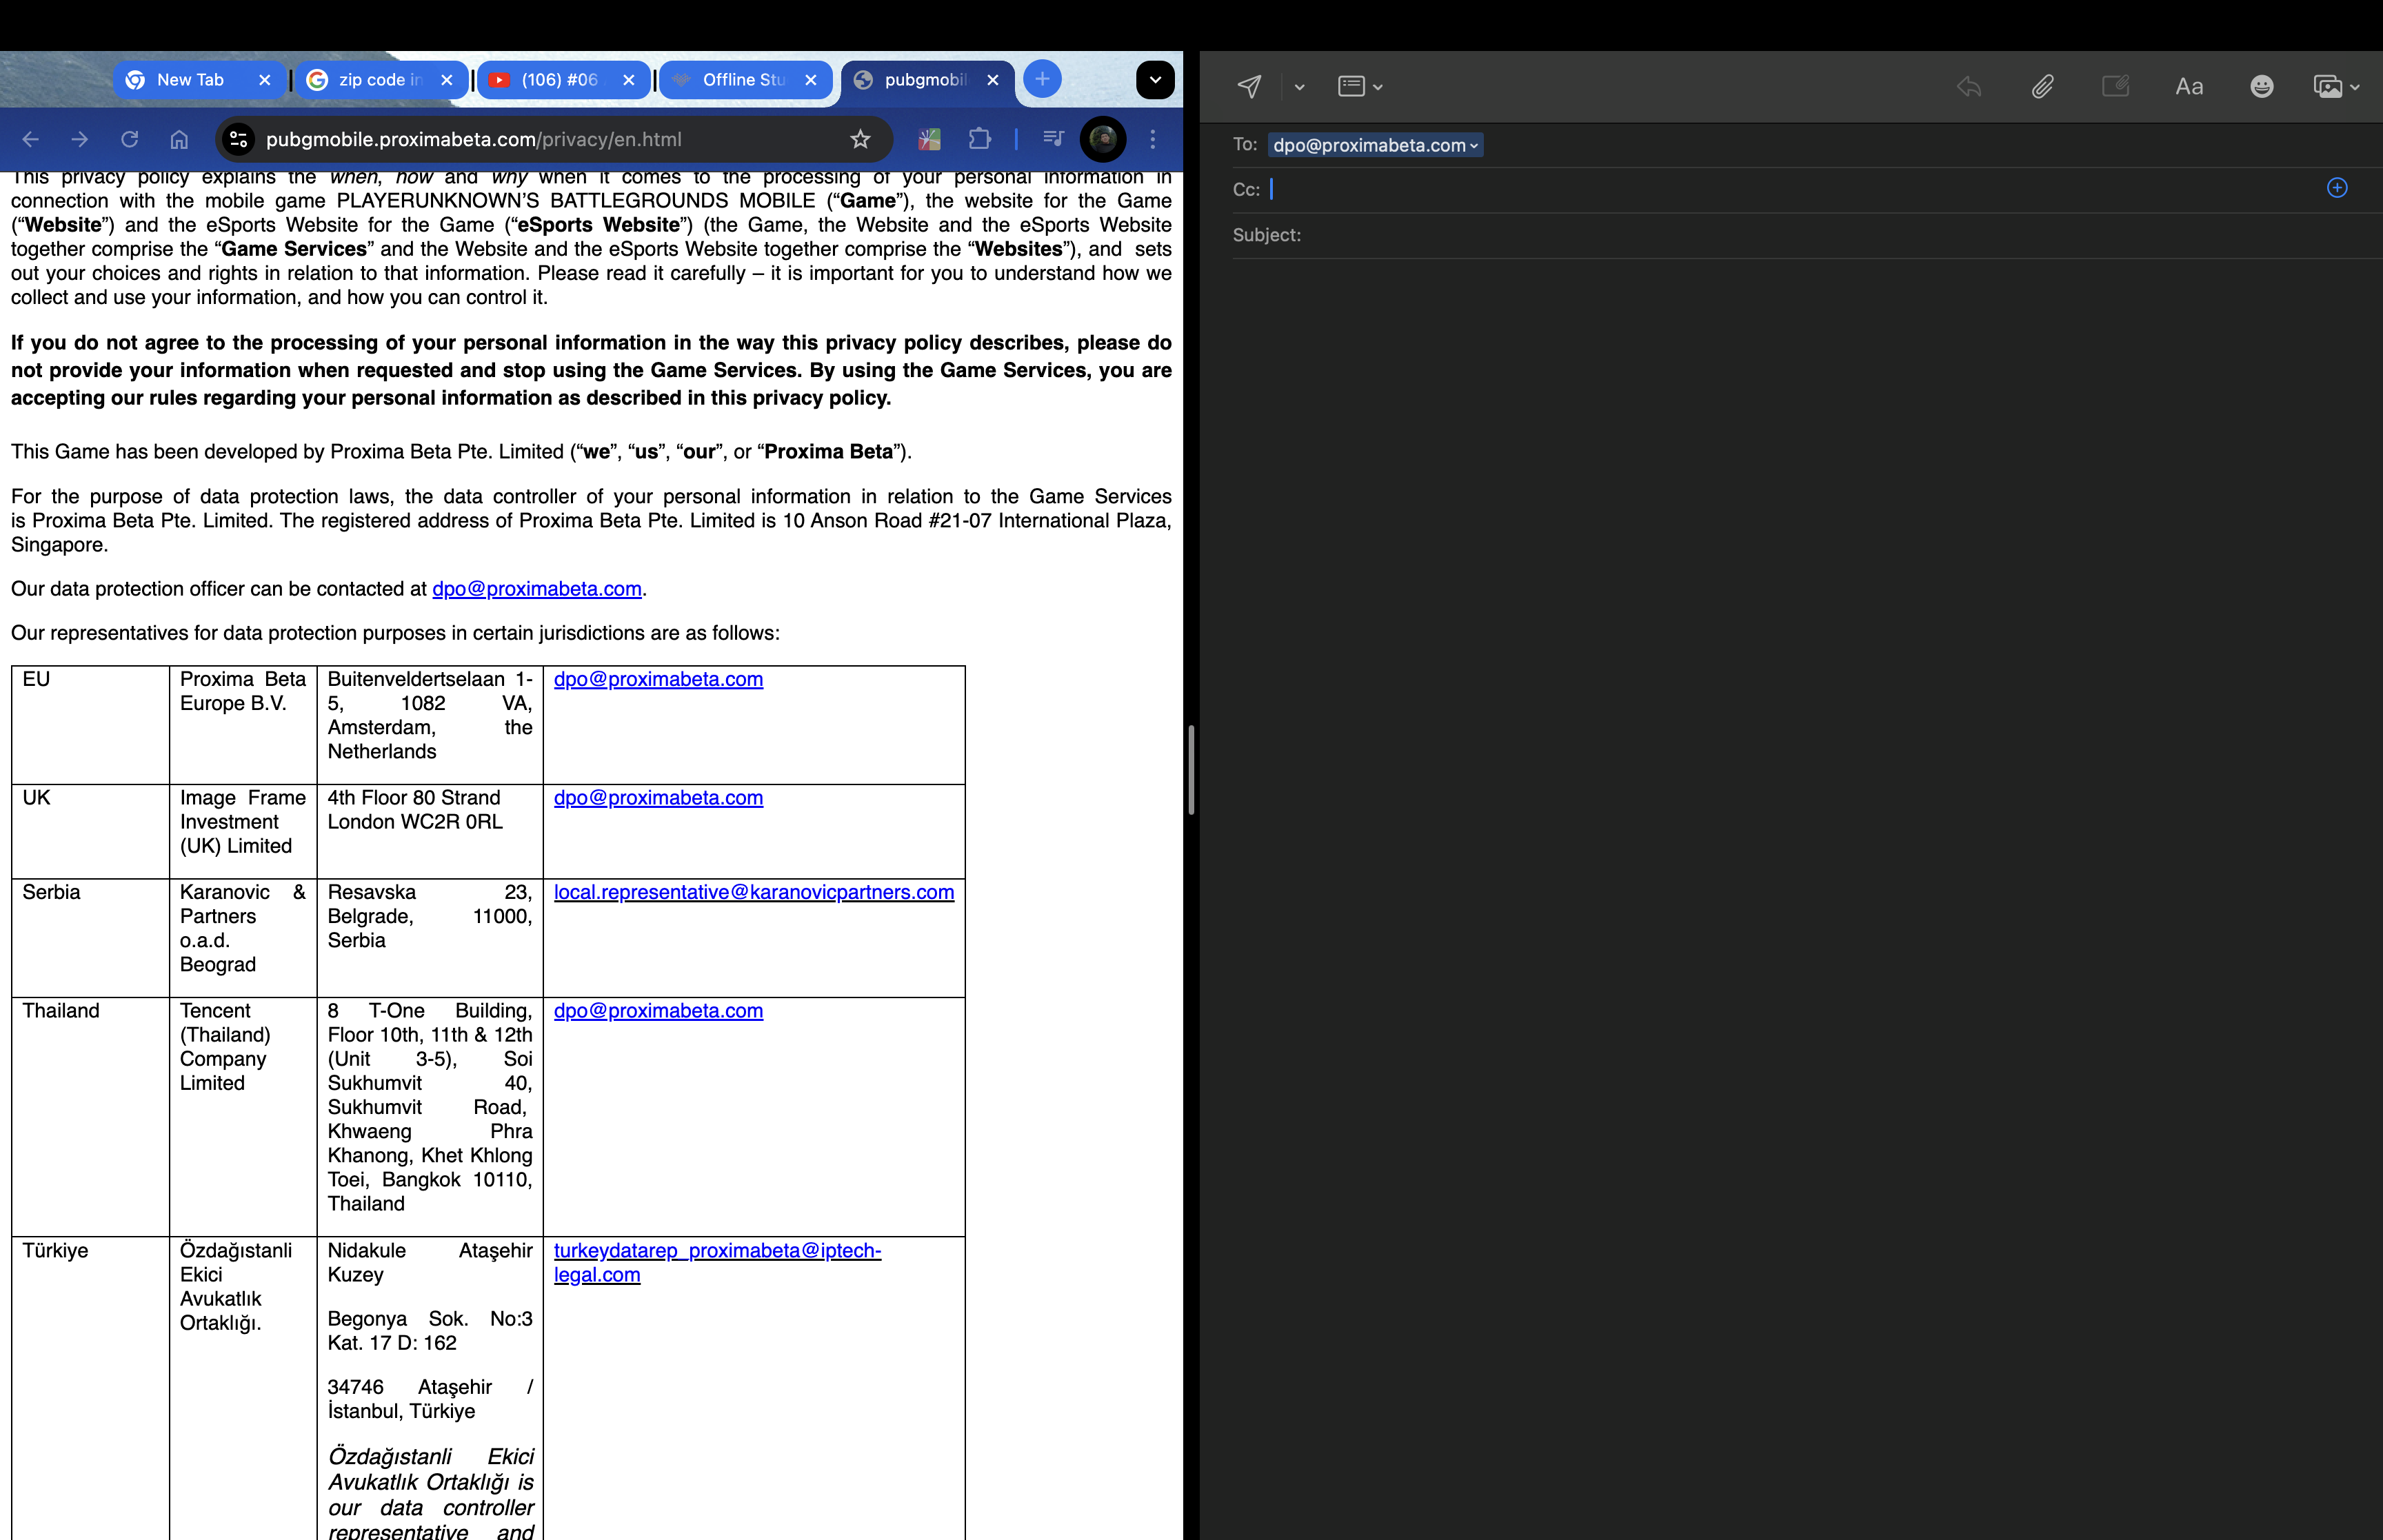 New Tab
zip code in
(106) #06
Offline Stu
pubgmobil
pubgmobile.proximabeta.com/privacy/en.html
This privacy policy explains the when, how and why when it comes to the processing of your personal information in
connection with the mobile game PLAYERUNKNOWN'S BATTLEGROUNDS MOBILE (“Game”), the website for the Game
(“Website”) and the eSports Website for the Game (“eSports Website”) (the Game, the Website and the eSports Website
together comprise the “Game Services” and the Website and the eSports Website together comprise the “Websites”), and sets
out your choices and rights in relation to that information. Please read it carefully – it is important for you to understand how we
collect and use your information, and how you can control it.
If you do not agree to the processing of your personal information in the way this privacy policy describes, please do
not provide your information when requested and stop using the Game Services. By using the Game Services, you are
accepting our rules regarding your personal information as described in this privacy policy.
This Game has been developed by Proxima Beta Pte. Limited (“we”, “us”, “our”, or “Proxima Beta”).
For the purpose of data protection laws, the data controller of your personal information in relation to the Game Services
is Proxima Beta Pte. Limited. The registered address of Proxima Beta Pte. Limited is 10 Anson Road #21-07 International Plaza,
Singapore.
Our data protection officer can be contacted at dpo@proximabeta.com.
Our representatives for data protection purposes in certain jurisdictions are as follows:
EU
Proxima Beta
Europe B.V.
Buitenveldertselaan 1-
5, 1082 VA,
Amsterdam, the
Netherlands
dpo@proximabeta.com
UK
Image Frame
Investment
(UK) Limited
4th Floor 80 Strand
London WC2R 0RL
dpo@proximabeta.com
Serbia
Karanovic &
Partners
o.a.d.
Beograd
Resavska 23,
Belgrade, 11000,
Serbia
local.representative@karanovicpartners.com
Thailand
Tencent
(Thailand)
Company
Limited
8 T-One Building,
Floor 10th, 11th & 12th
(Unit 3-5), Soi
Sukhumvit 40,
Sukhumvit Road,
Khwaeng Phra
Khanong, Khet Khlong
Toei, Bangkok 10110,
Thailand
dpo@proximabeta.com
Türkiye
Özdağıstanli
Ekici
Avukatlık
Ortaklığı.
Nidakule Ataşehir
Kuzey
Begonya Sok. No:3
Kat. 17 D: 162
34746 Ataşehir /
İstanbul, Türkiye
Özdağıstanli Ekici
Avukatlık Ortaklığı is
our data controller
representative and
turkeydatarep_proximabeta@iptech-
legal.com
Aa
To: dpo@proximabeta.com
Cc:
Subject: